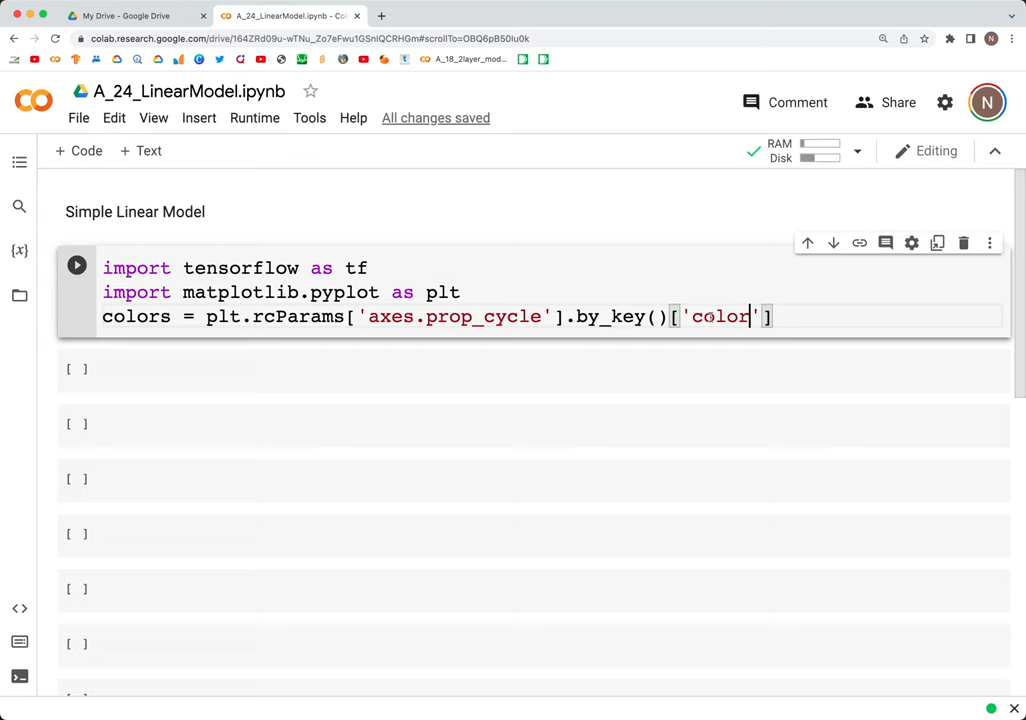 My Drive - Google Drive
A_24_LinearModel.ipynb - Col
colab.research.google.com/drive/164ZRd09u-wTNu_Zo7eFwu1GSnlQCRHGm#scrollTo=OBQ6pB50Iu0k
A_18_2layer_mod...
A_24_LinearModel.ipynb
Comment
Share
N
File Edit View Insert Runtime Tools Help All changes saved
+ Code + Text
RAM
Disk
Editing
Simple Linear Model
import tensorflow as tf
import matplotlib.pyplot as plt
colors = plt.rcParams['axes.prop_cycle'].by_key()['color']
[ ]
[ ]
[ ]
[ ]
[ ]
[ ]